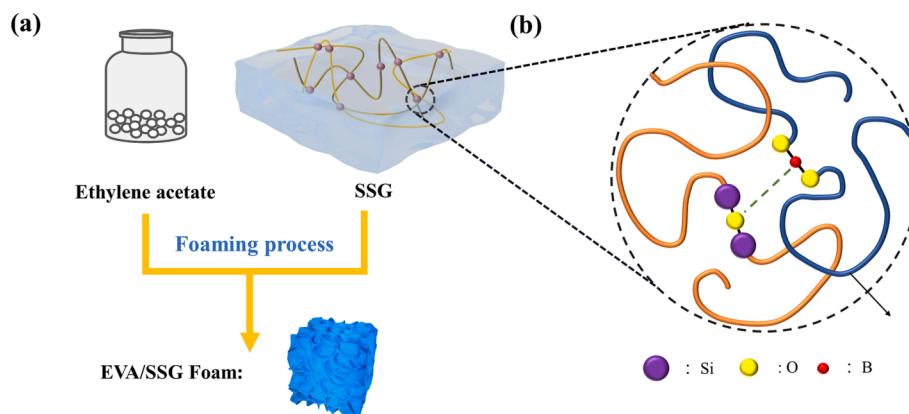 (a)
(b)
Ethylene acetate
SSG
Foaming process
EVA/SSG Foam:
: Si
: O
: B